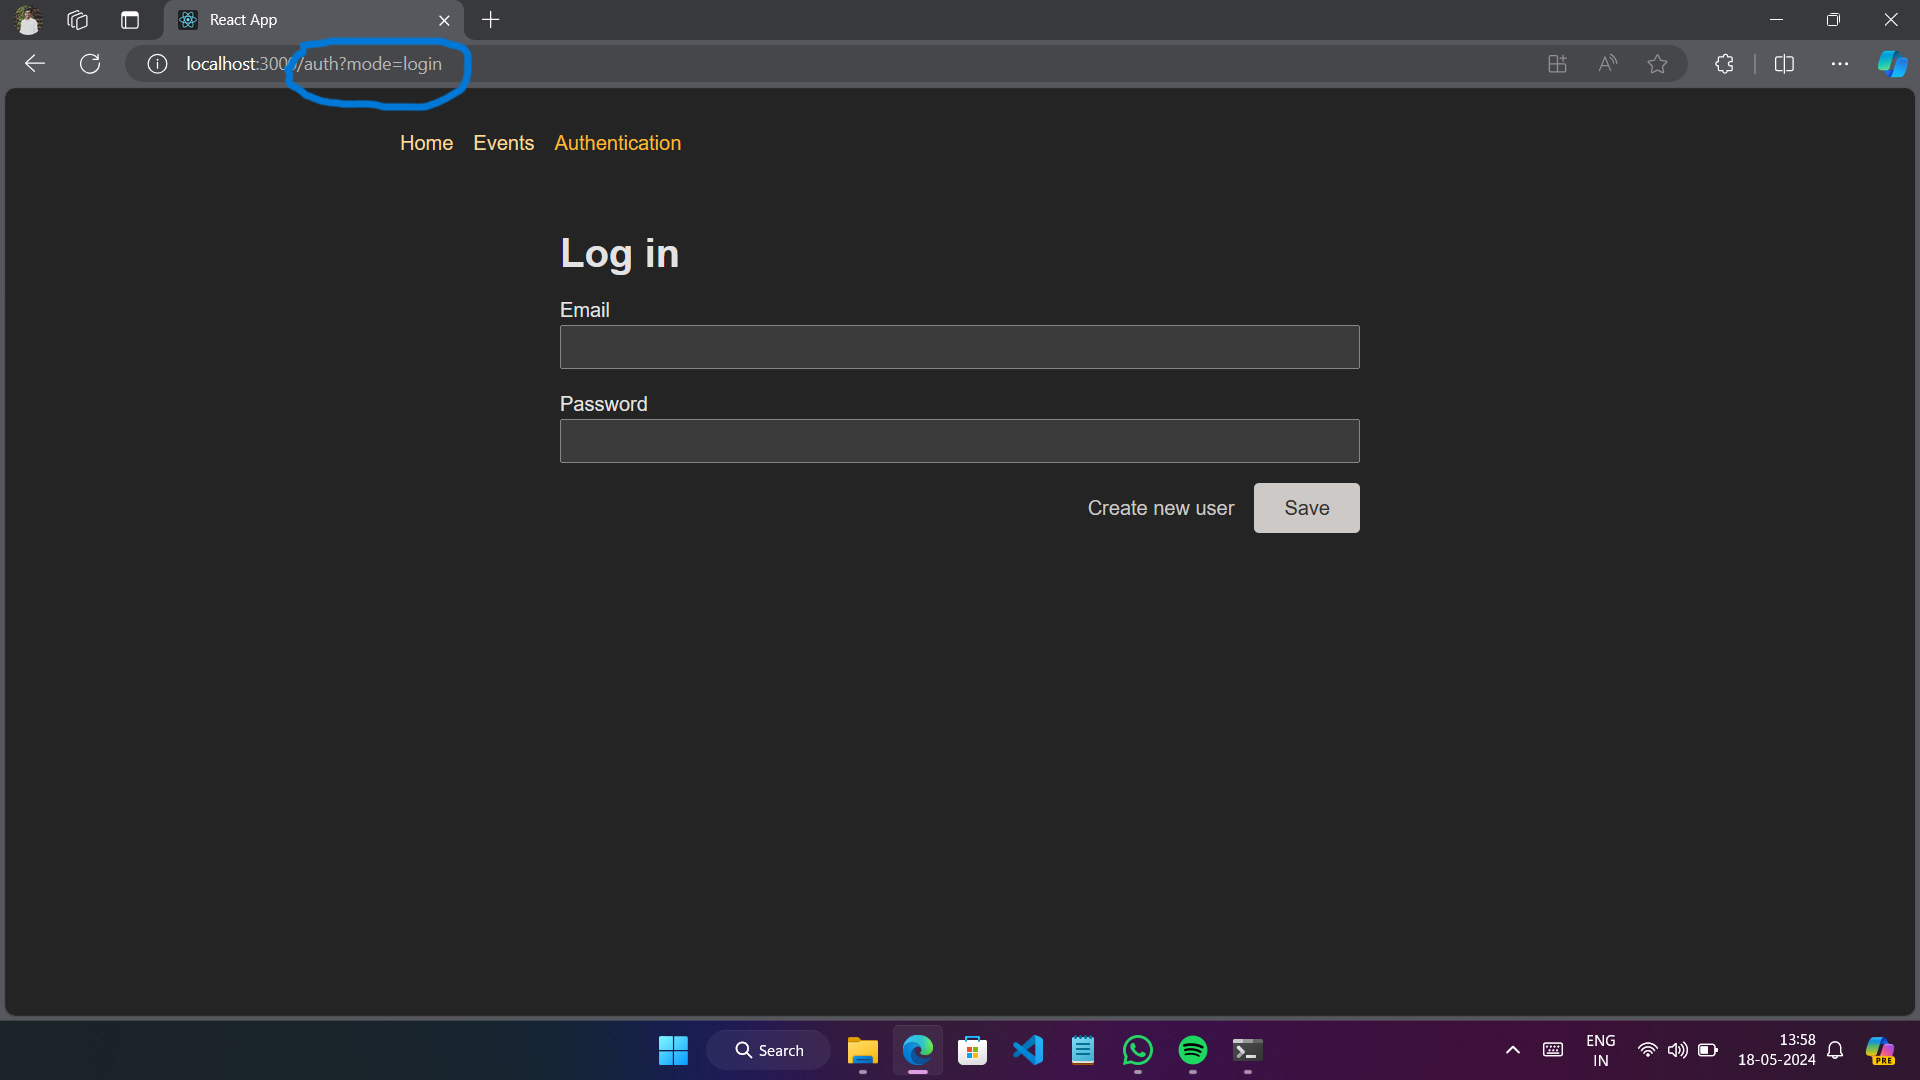 React App
localhost:3000/auth?mode=login
Home Events Authentication
Log in
Email
Password
Create new user Save
Search
ENG
IN
13:58
18-05-2024
PRE